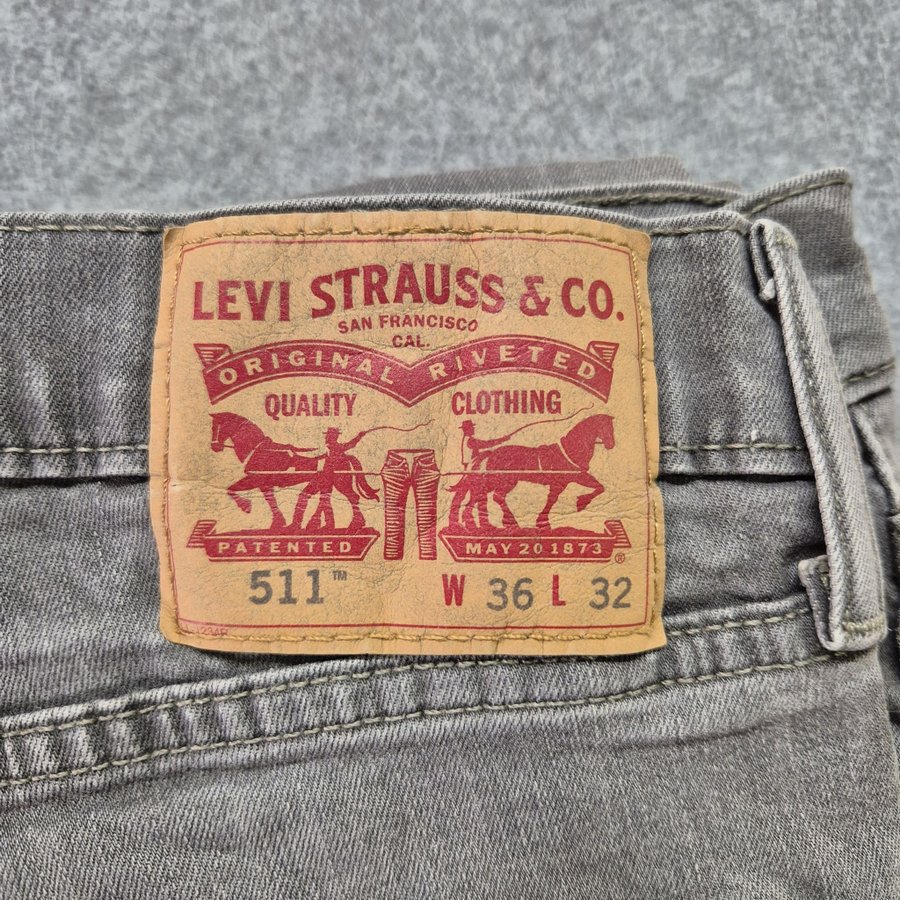 LEVI STRAUSS & CO.
SAN FRANCISCO
CAL.
ORIGINAL RIVETED
QUALITY CLOTHING
PATENTED MAY 20 1873 ®
511™ W 36 L 32